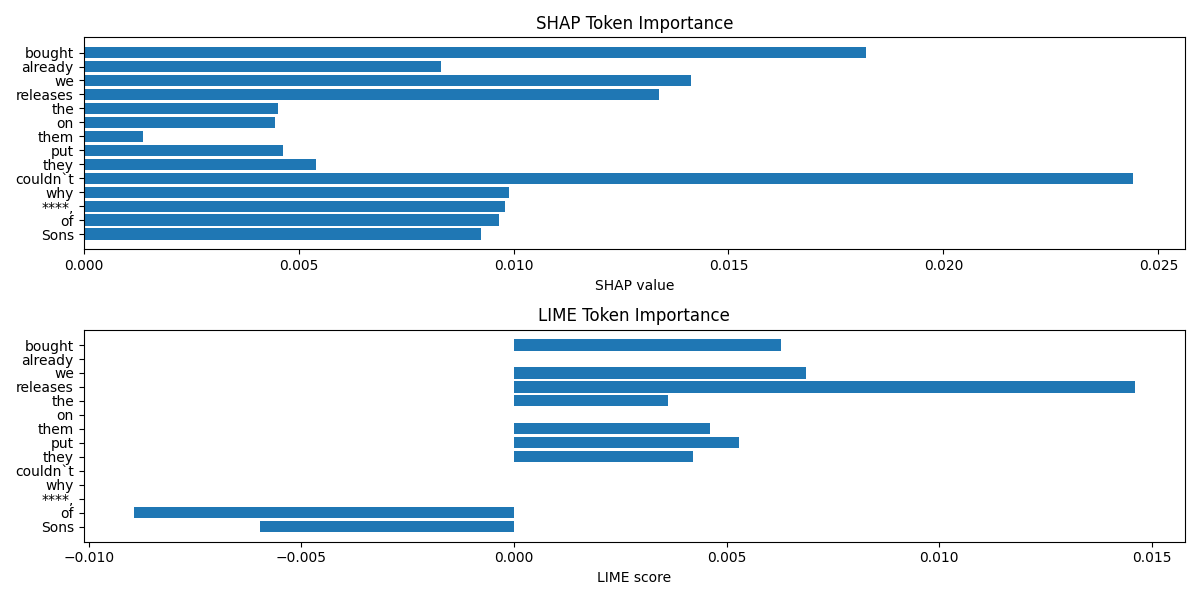 SHAP Token Importance
bought
already
we
releases
the
on
them
put
they
couldn`t
why
****,
of
Sons
0.000 0.005 0.010 0.015 0.020 0.025
SHAP value
LIME Token Importance
bought
already
we
releases
the
on
them
put
they
couldn`t
why
****,
of
Sons
−0.010 −0.005 0.000 0.005 0.010 0.015
LIME score